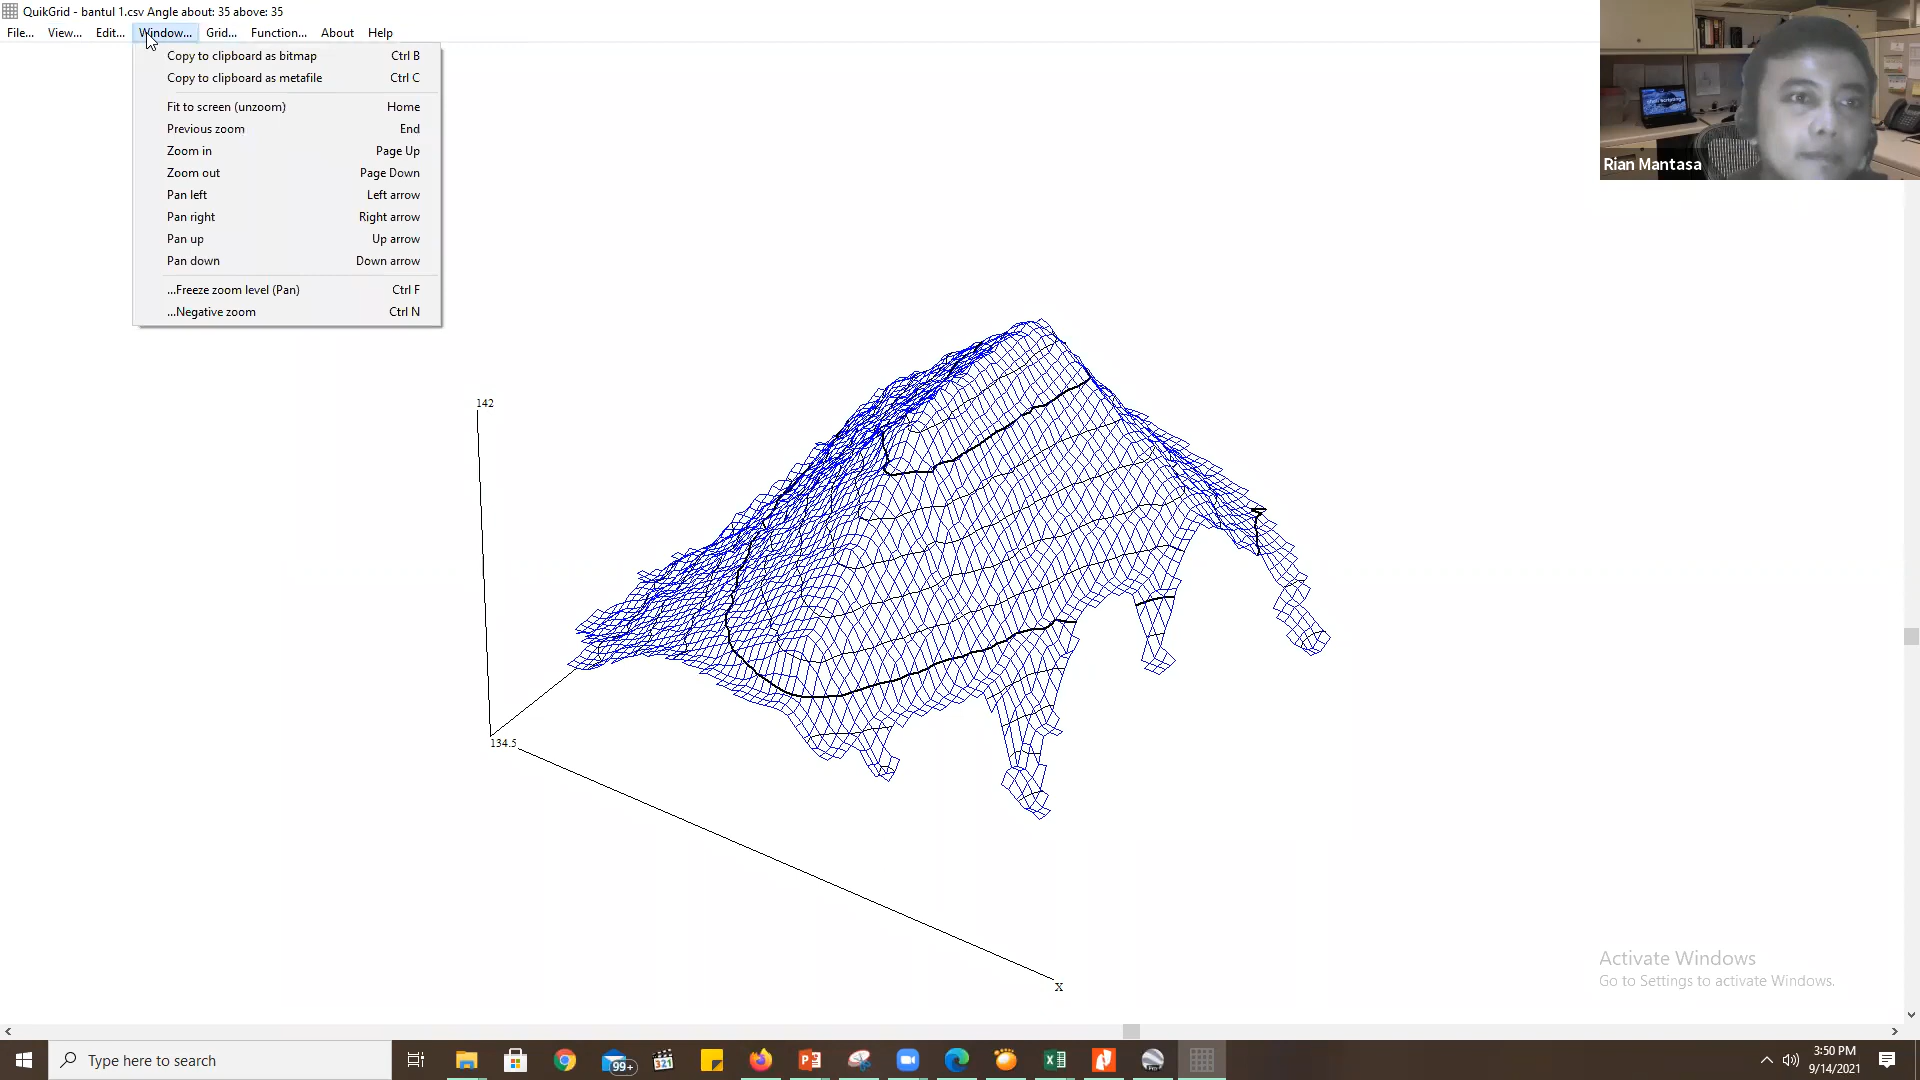 QuikGrid - bantul 1.csv Angle about: 35 above: 35
File... View... Edit... Window... Grid... Function... About Help
Copy to clipboard as bitmap Ctrl B
Copy to clipboard as metafile Ctrl C
Fit to screen (unzoom) Home
Previous zoom End
Zoom in Page Up
Zoom out Page Down
Pan left Left arrow
Pan right Right arrow
Pan up Up arrow
Pan down Down arrow
...Freeze zoom level (Pan) Ctrl F
...Negative zoom Ctrl N
Rian Mantasa
142
134.5
X
Activate Windows
Go to Settings to activate Windows.
Type here to search
99+
321
3:50 PM
9/14/2021